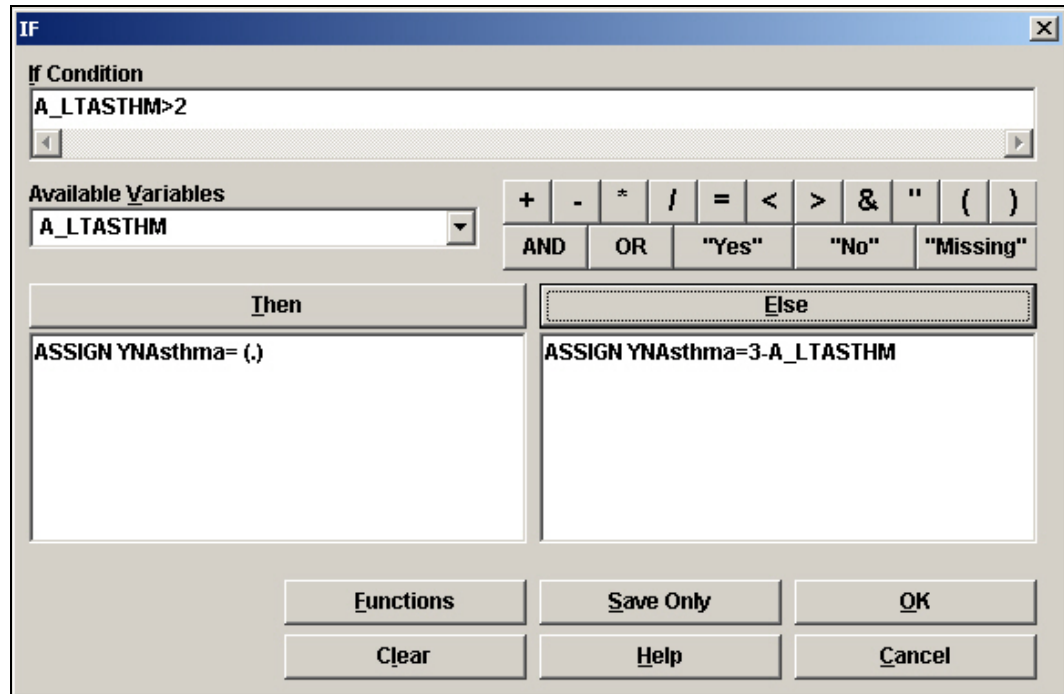 IF
If Condition
A_LTASTHM>2
Available Variables
A_LTASTHM
+ - * / = < > & " ( )
AND OR "Yes" "No" "Missing"
Then Else
ASSIGN YNAsthma= (.)
ASSIGN YNAsthma=3-A_LTASTHM
Functions Save Only OK
Clear Help Cancel